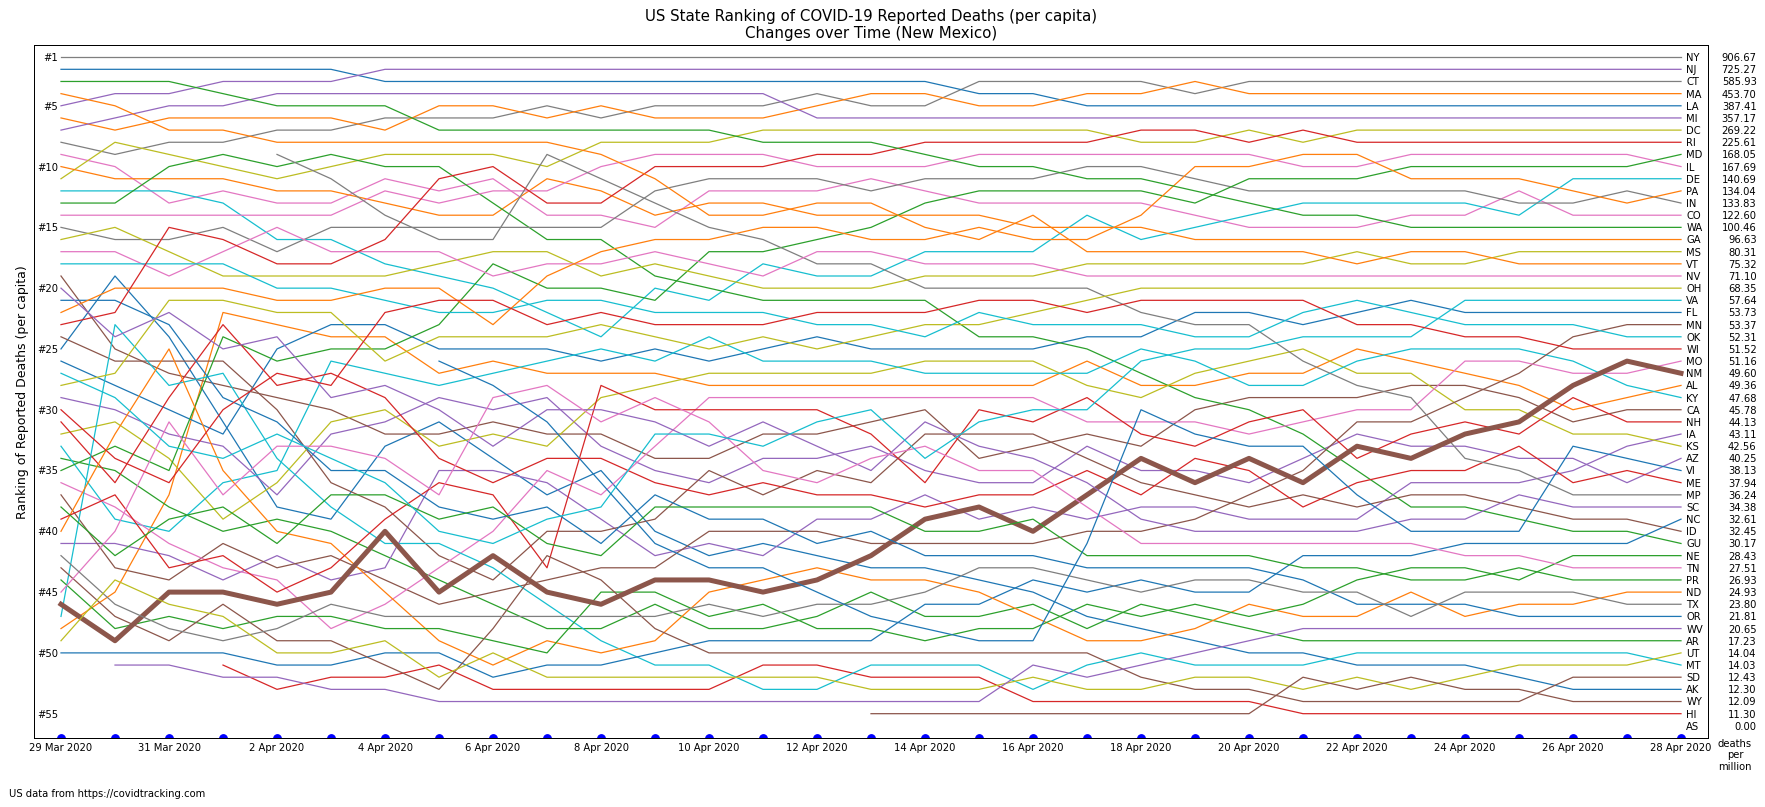 US State Ranking of COVID-19 Reported Deaths (per capita)
Changes over Time (New Mexico)
Ranking of Reported Deaths (per capita)
#1
#5
#10
#15
#20
#25
#30
#35
#40
#45
#50
#55
NY 906.67
NJ 725.27
CT 585.93
MA 453.70
LA 387.41
MI 357.17
DC 269.22
RI 225.61
MD 168.05
IL 167.69
DE 140.69
PA 134.04
IN 133.83
CO 122.60
WA 100.46
GA 96.63
MS 80.31
VT 75.32
NV 71.10
OH 68.35
VA 57.64
FL 53.73
MN 53.37
OK 52.31
WI 51.52
MO 51.16
NM 49.60
AL 49.36
KY 47.68
CA 45.78
NH 44.13
IA 43.11
KS 42.56
AZ 40.25
VI 38.13
ME 37.94
MP 36.24
SC 34.38
NC 32.61
ID 32.45
GU 30.17
NE 28.43
TN 27.51
PR 26.93
ND 24.93
TX 23.80
OR 21.81
WV 20.65
AR 17.23
UT 14.04
MT 14.03
SD 12.43
AK 12.30
WY 12.09
HI 11.30
AS 0.00
29 Mar 2020 31 Mar 2020 2 Apr 2020 4 Apr 2020 6 Apr 2020 8 Apr 2020 10 Apr 2020 12 Apr 2020 14 Apr 2020 16 Apr 2020 18 Apr 2020 20 Apr 2020 22 Apr 2020 24 Apr 2020 26 Apr 2020 28 Apr 2020
deaths
per
million
US data from https://covidtracking.com